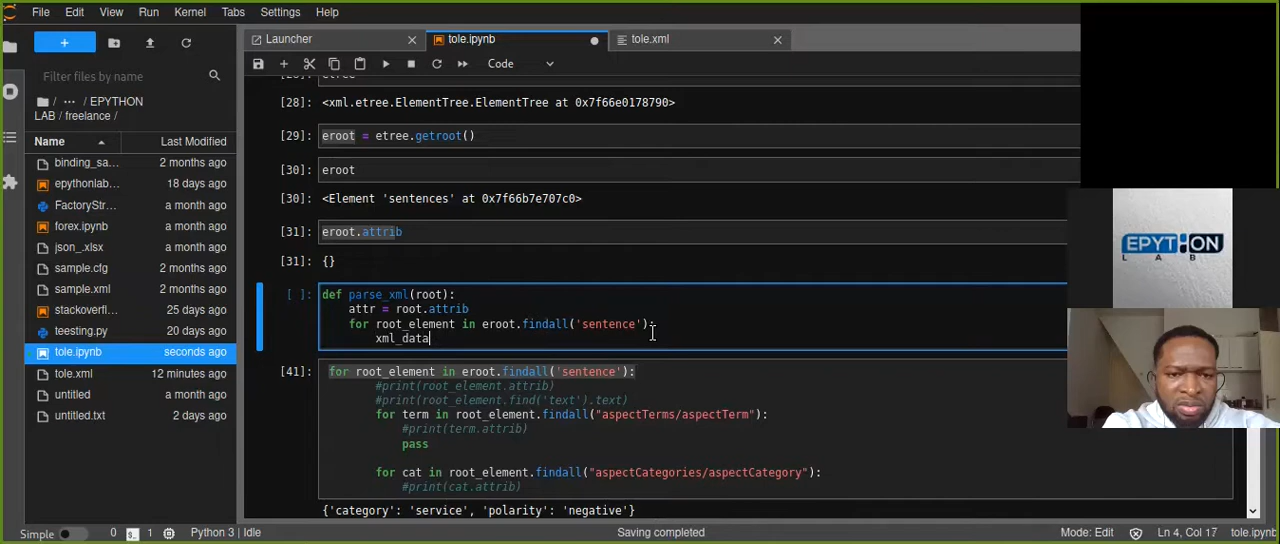 File Edit View Run Kernel Tabs Settings Help
Launcher
tole.ipynb
tole.xml
Code
Filter files by name
/ ... / EPYTHON
LAB / freelance /
Name Last Modified
binding_sa... 2 months ago
epythonlab... 18 days ago
FactoryStr... a month ago
forex.ipynb a month ago
json_.xlsx a month ago
sample.cfg 2 months ago
sample.xml 2 months ago
stackoverfl... 25 days ago
teesting.py 20 days ago
tole.ipynb seconds ago
tole.xml 12 minutes ago
untitled a month ago
untitled.txt 2 days ago
[28]: <xml.etree.ElementTree.ElementTree at 0x7f66e0178790>
[29]: eroot = etree.getroot()
[30]: eroot
[30]: <Element 'sentences' at 0x7f66b7e707c0>
[31]: eroot.attrib
[31]: {}
[ ]: def parse_xml(root):
attr = root.attrib
for root_element in eroot.findall('sentence'):
xml_data
[41]: for root_element in eroot.findall('sentence'):
#print(root_element.attrib)
#print(root_element.find('text').text)
for term in root_element.findall("aspectTerms/aspectTerm"):
#print(term.attrib)
pass
for cat in root_element.findall("aspectCategories/aspectCategory"):
#print(cat.attrib)
{'category': 'service', 'polarity': 'negative'}
EPYTHON
LAB
Simple 0 1 Python 3 | Idle Saving completed Mode: Edit Ln 4, Col 17 tole.ipynb